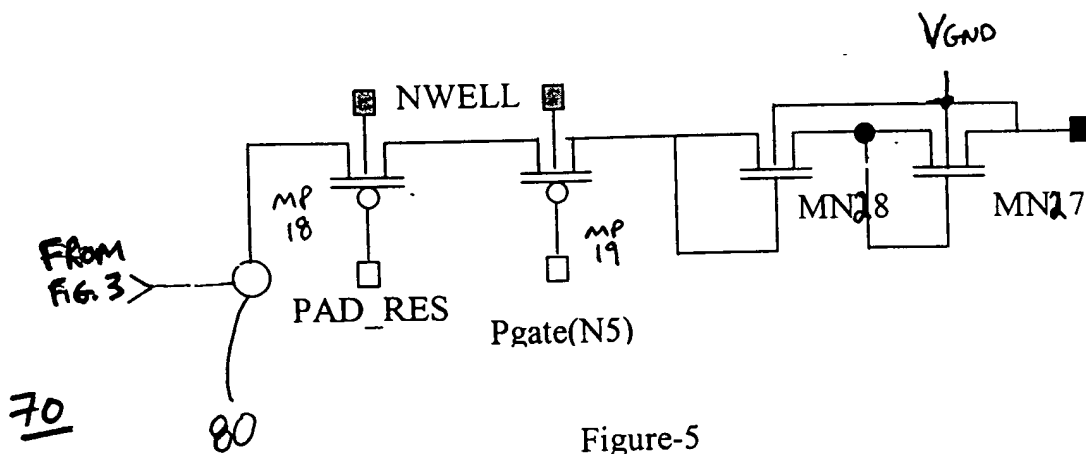 VGND
NWELL
MP
18
MP
19
MN28
MN27
FROM
FIG. 3
PAD_RES
Pgate(N5)
70
80
Figure-5